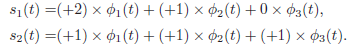 s₁(t) =(+2) × ϕ₁(t) + (+1) × ϕ₂(t) + 0 × ϕ₃(t),
s₂(t) =(+1) × ϕ₁(t) + (+1) × ϕ₂(t) + (+1) × ϕ₃(t).